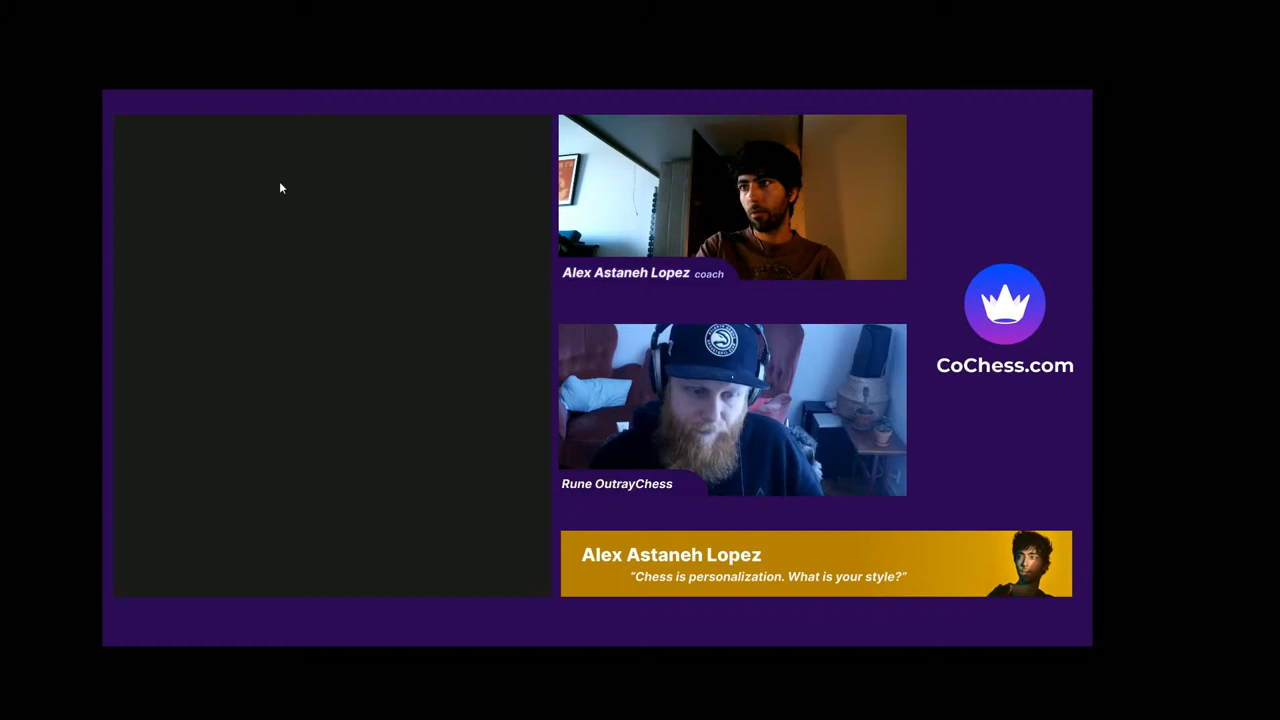 Alex Astaneh Lopez coach
CoChess.com
Rune OutrayChess
Alex Astaneh Lopez
"Chess is personalization. What is your style?"